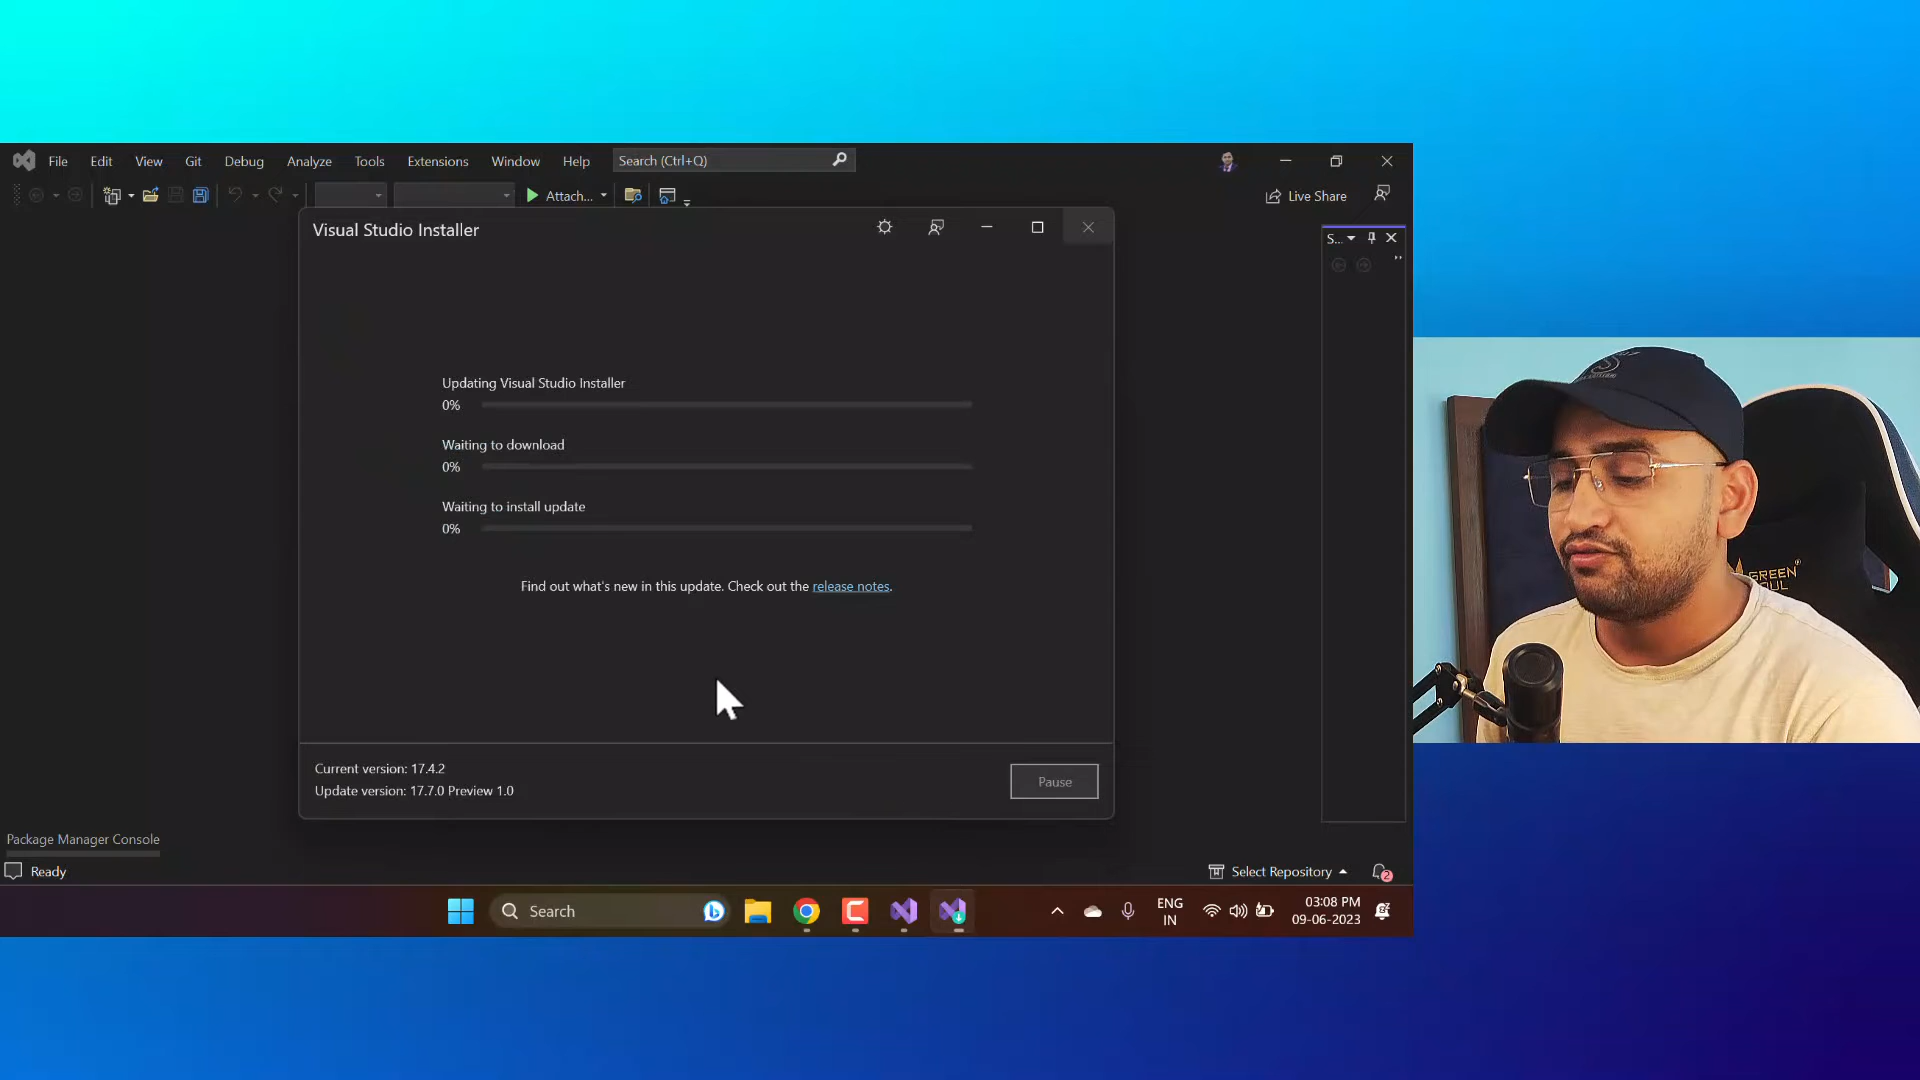 File Edit View Git Debug Analyze Tools Extensions Window Help Search (Ctrl+Q)
Attach... Live Share
Visual Studio Installer
S...
Updating Visual Studio Installer
0%
Waiting to download
0%
Waiting to install update
0%
Find out what's new in this update. Check out the release notes.
Current version: 17.4.2
Update version: 17.7.0 Preview 1.0
Pause
Package Manager Console
Ready
Select Repository
2
Search
ENG
IN
03:08 PM
09-06-2023
GREEN